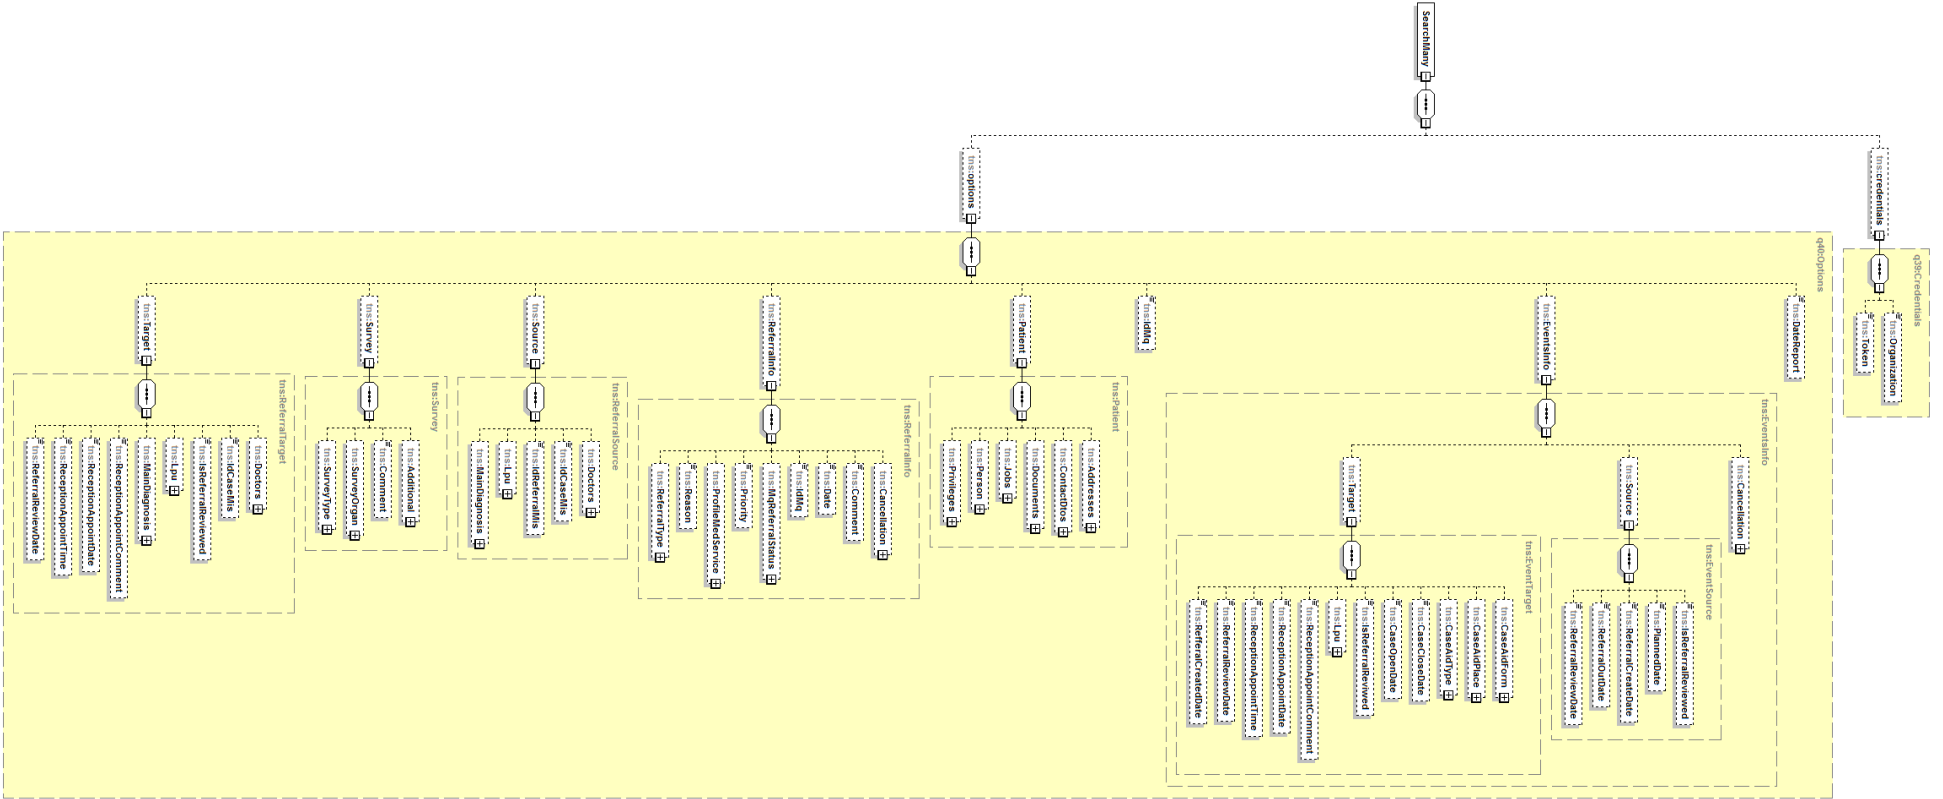 SearchMany
tns:credentials
q39:Credentials
tns:Organization
tns:Token
tns:options
q40:Options
tns:DateReport
tns:EventsInfo
tns:EventsInfo
tns:Cancellation
tns:Source
tns:EventSource
tns:IsReferralReviewed
tns:PlannedDate
tns:ReferralCreateDate
tns:ReferralOutDate
tns:ReferralReviewDate
tns:Target
tns:EventTarget
tns:CaseAidForm
tns:CaseAidPlace
tns:CaseAidType
tns:CaseCloseDate
tns:CaseOpenDate
tns:IsReferralReviwed
tns:Lpu
tns:ReceptionAppointComment
tns:ReceptionAppointDate
tns:ReceptionAppointTime
tns:ReferralReviewDate
tns:RefferalCreatedDate
tns:IdMq
tns:Patient
tns:Patient
tns:Addresses
tns:ContactDtos
tns:Documents
tns:Jobs
tns:Person
tns:Privileges
tns:ReferralInfo
tns:ReferralInfo
tns:Cancellation
tns:Comment
tns:Date
tns:IdMq
tns:MqReferralStatus
tns:Priority
tns:ProfileMedService
tns:Reason
tns:ReferralType
tns:Source
tns:ReferralSource
tns:Doctors
tns:IdCaseMis
tns:IdReferralMis
tns:Lpu
tns:MainDiagnosis
tns:Survey
tns:Survey
tns:Additional
tns:Comment
tns:SurveyOrgan
tns:SurveyType
tns:Target
tns:ReferralTarget
tns:Doctors
tns:IdCaseMis
tns:IsReferralReviewed
tns:Lpu
tns:MainDiagnosis
tns:ReceptionAppointComment
tns:ReceptionAppointDate
tns:ReceptionAppointTime
tns:ReferralReviewDate